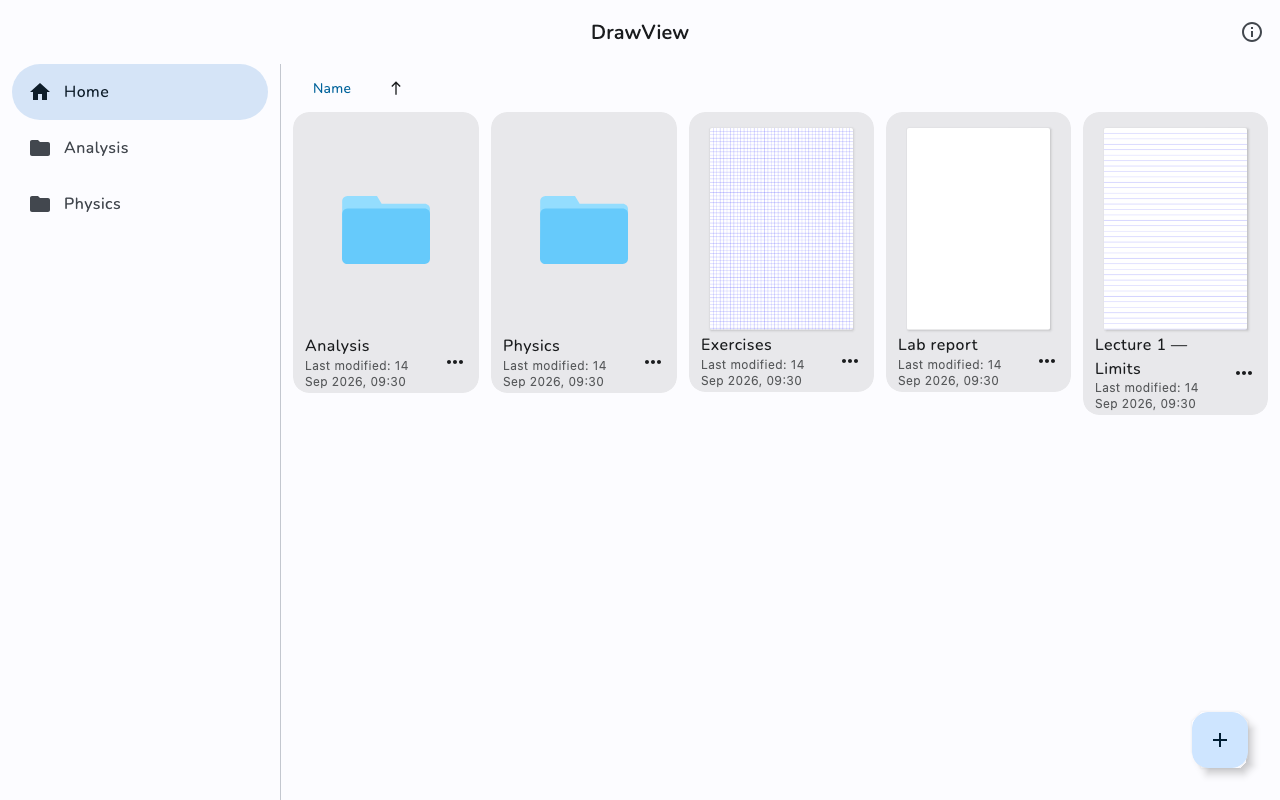 DrawView
Home
Analysis
Physics
Name
Analysis
Last modified: 14
Sep 2026, 09:30
Physics
Last modified: 14
Sep 2026, 09:30
Exercises
Last modified: 14
Sep 2026, 09:30
Lab report
Last modified: 14
Sep 2026, 09:30
Lecture 1 —
Limits
Last modified: 14
Sep 2026, 09:30